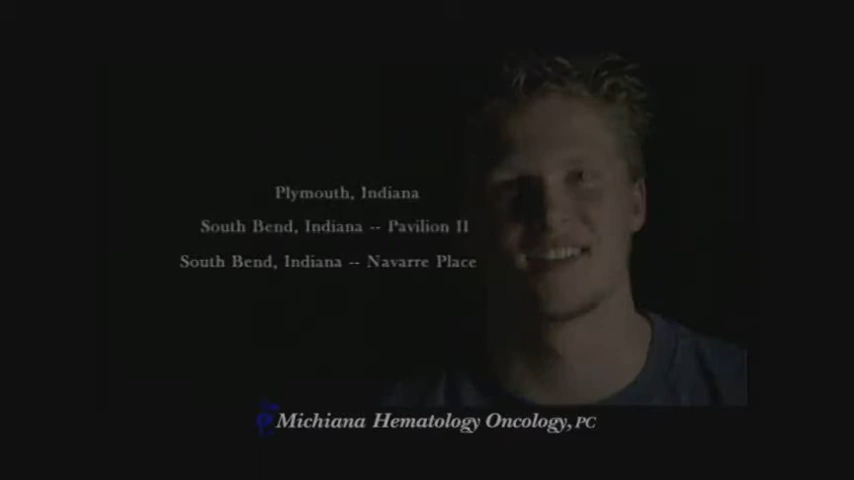 Plymouth, Indiana
South Bend, Indiana -- Pavilion II
South Bend, Indiana -- Navarre Place
Michiana Hematology Oncology, PC